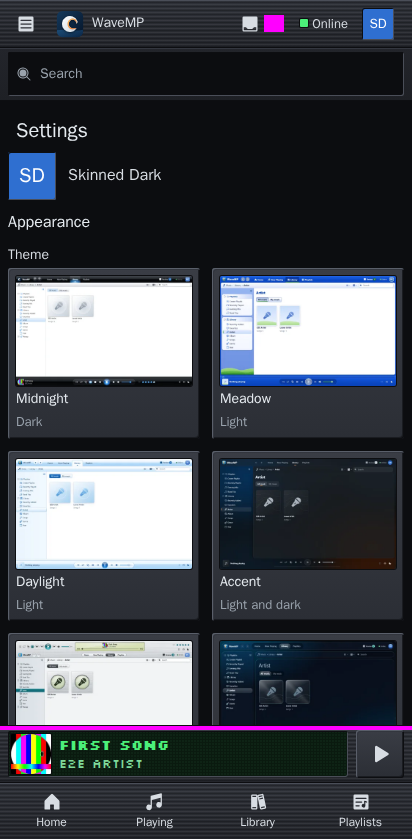 WaveMP
Online
SD
Search
Settings
SD
Skinned Dark
Appearance
Theme
Midnight
Dark
Meadow
Light
Daylight
Light
Accent
Light and dark
FIRST SONG
E2E ARTIST
Home
Playing
Library
Playlists